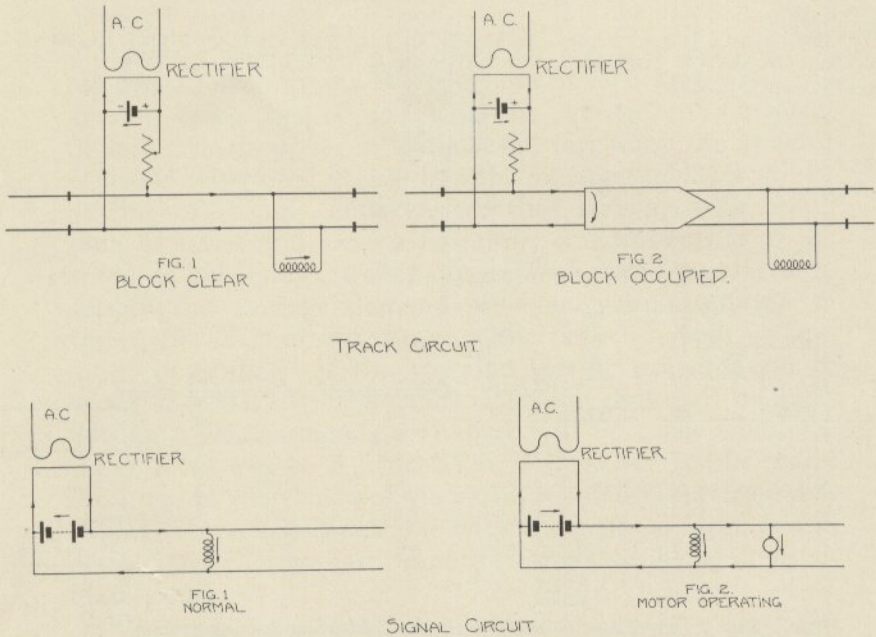 A.C
RECTIFIER
- +
FIG. 1
BLOCK CLEAR
A.C.
RECTIFIER
- +
FIG. 2
BLOCK OCCUPIED.
TRACK CIRCUIT
A.C
RECTIFIER
FIG. 1
NORMAL
A.C.
RECTIFIER
FIG. 2.
MOTOR OPERATING
SIGNAL CIRCUIT